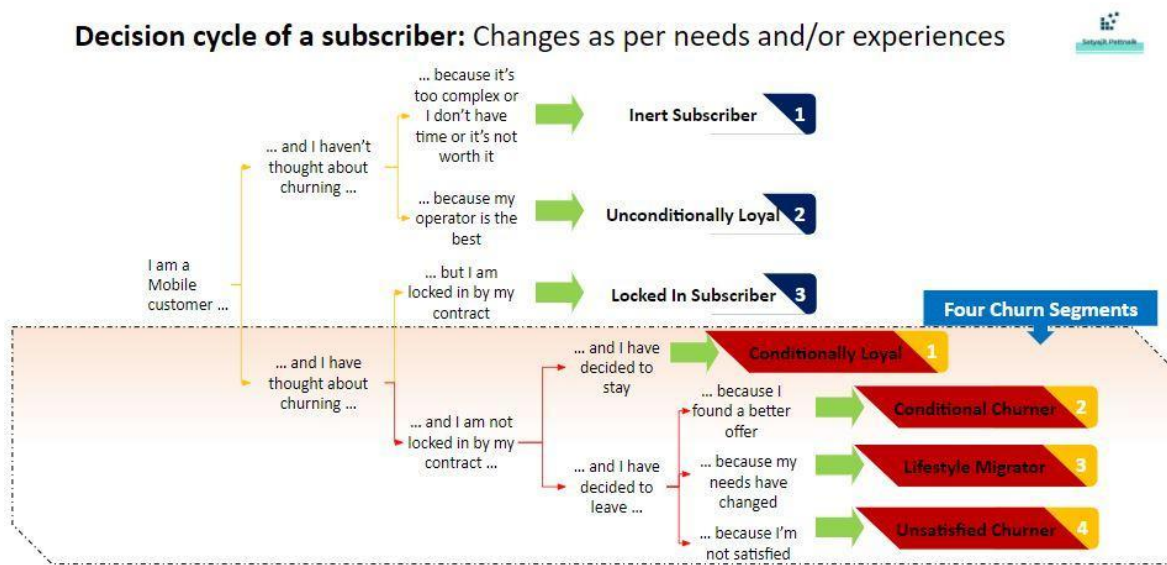 Decision cycle of a subscriber: Changes as per needs and/or experiences
Satyajit Pattnaik
... because it's
too complex or
I don't have
time or it's not
worth it
Inert Subscriber
1
... and I haven't
thought about
churning ...
... because my
operator is the
best
Unconditionally Loyal
2
I am a
Mobile
customer ...
... but I am
locked in by my
contract
Locked In Subscriber
3
Four Churn Segments
... and I have
thought about
churning ...
... and I have
decided to
stay
Conditionally Loyal
1
... and I am not
locked in by my
contract ...
... because I
found a better
offer
Conditional Churner
2
... and I have
decided to
leave ...
... because my
needs have
changed
Lifestyle Migrator
3
... because I'm
not satisfied
Unsatisfied Churner
4